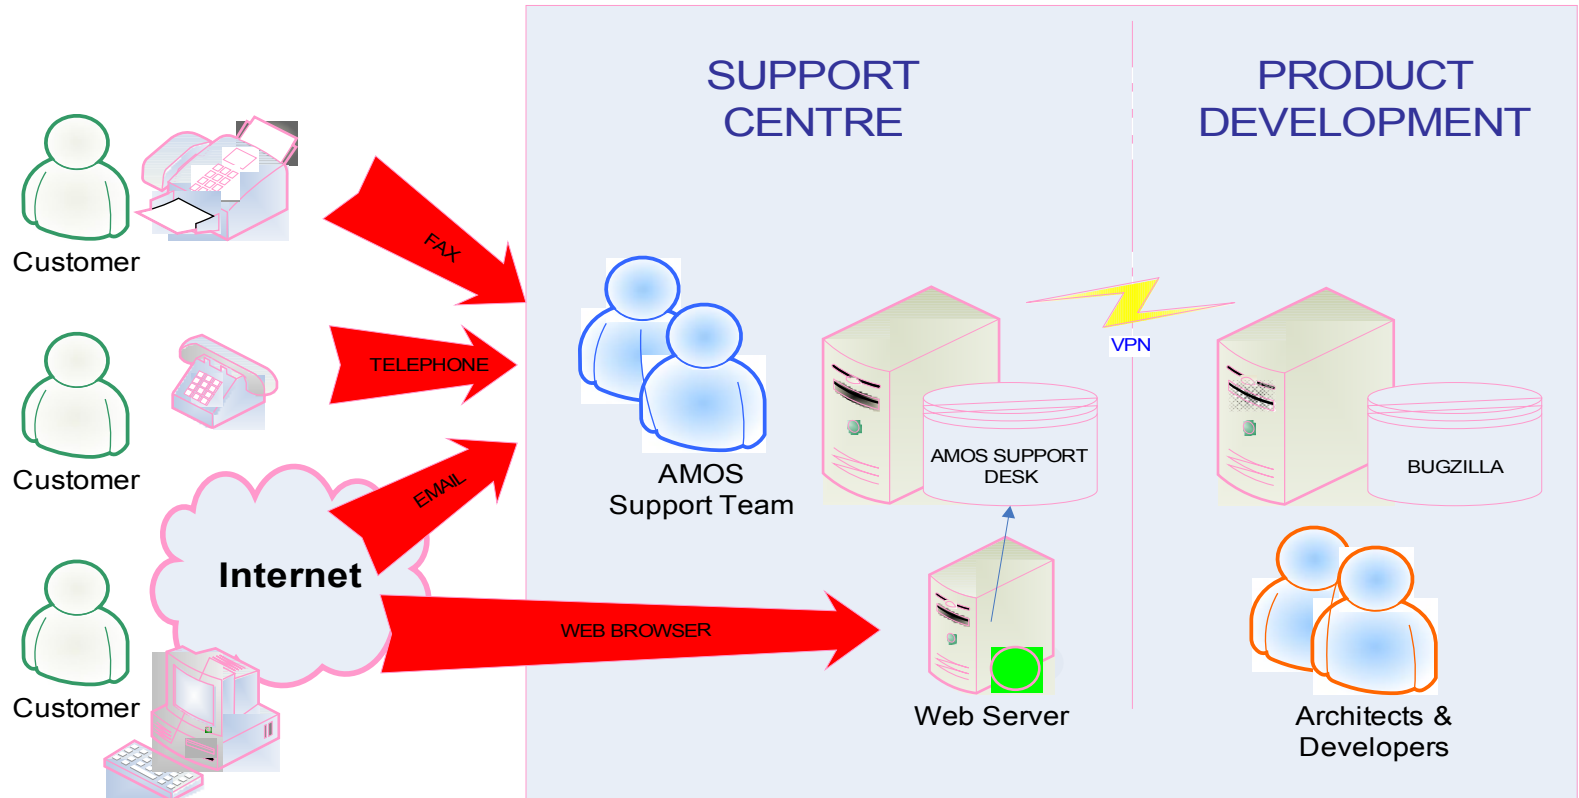 SUPPORT
CENTRE
PRODUCT
DEVELOPMENT
Customer
FAX
Customer
TELEPHONE
EMAIL
Internet
Customer
WEB BROWSER
AMOS
Support Team
AMOS SUPPORT
DESK
VPN
BUGZILLA
Web Server
Architects &
Developers